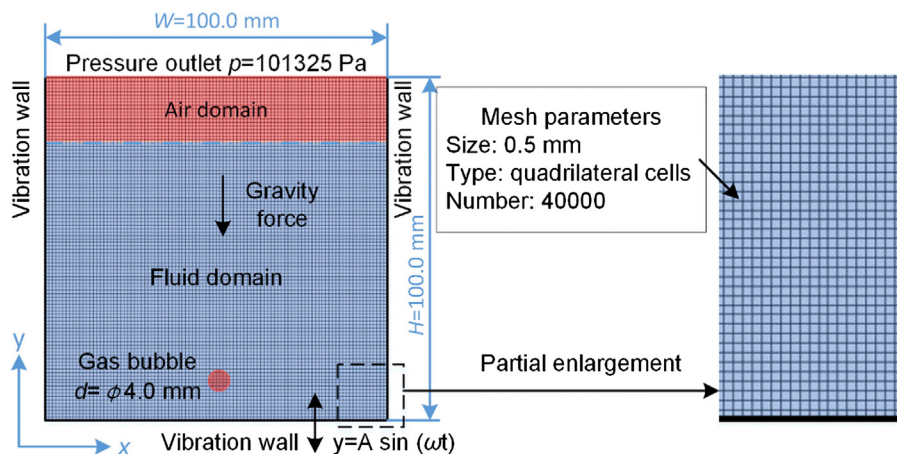 W=100.0 mm
Pressure outlet p=101325 Pa
Vibration wall
Air domain
Vibration wall
Gravity
force
H=100.0 mm
Fluid domain
y
Gas bubble
d= ϕ4.0 mm
x
Vibration wall
y=A sin (ωt)
Mesh parameters
Size: 0.5 mm
Type: quadrilateral cells
Number: 40000
Partial enlargement